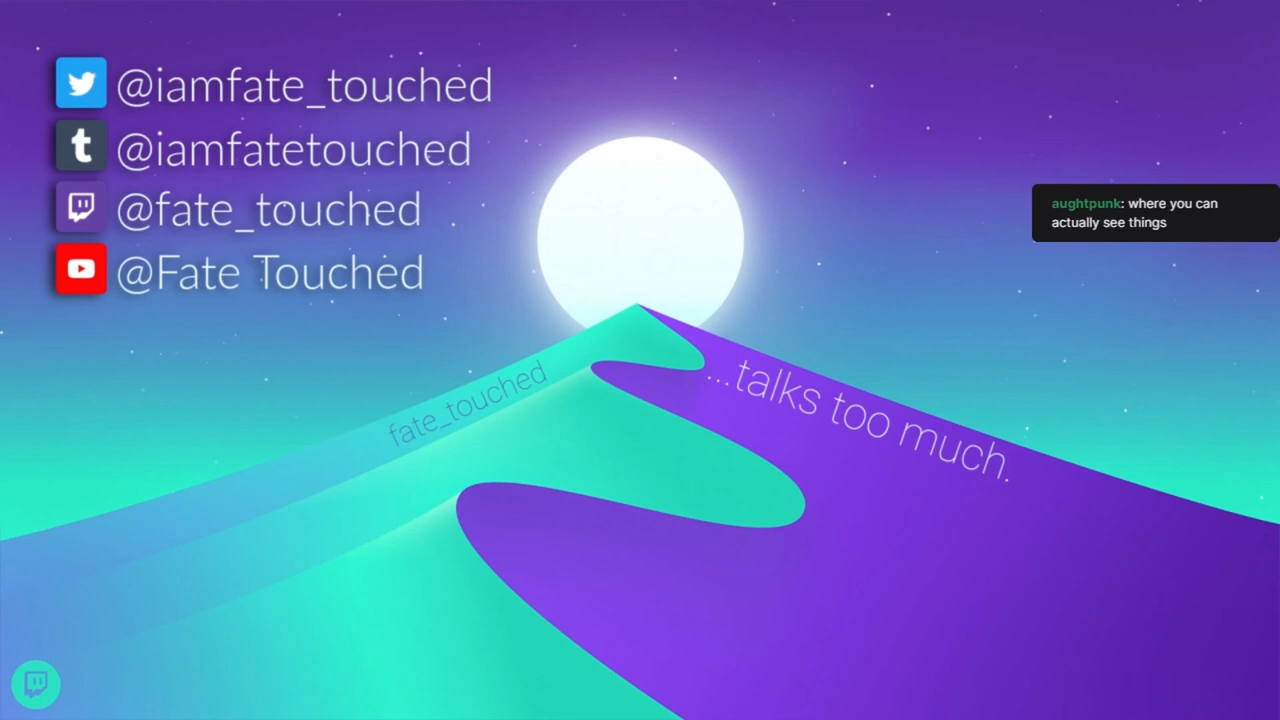 @iamfate_touched
@iamfatetouched
@fate_touched
@Fate Touched
aughtpunk: where you can
actually see things
fate_touched
...talks too much.